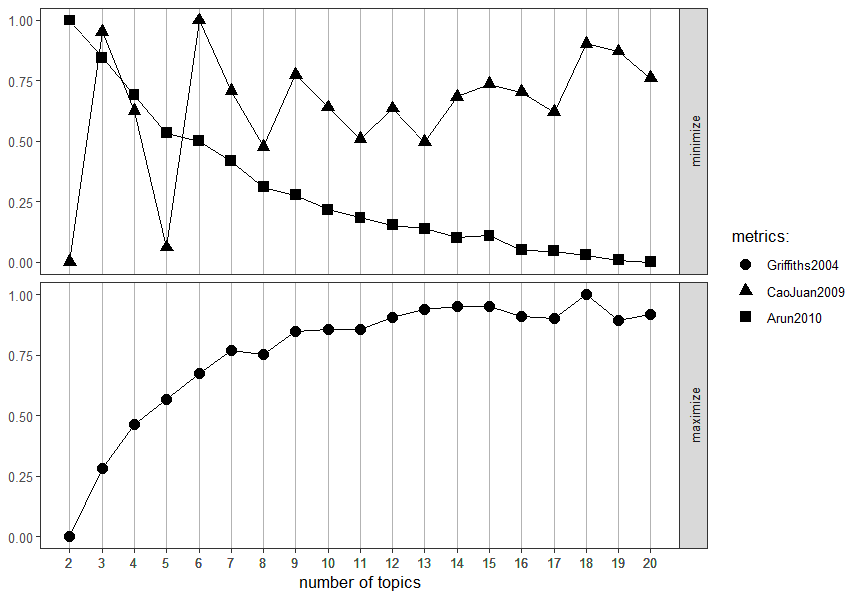 1.00
0.75
0.50
0.25
0.00
minimize
1.00
0.75
0.50
0.25
0.00
maximize
2 3 4 5 6 7 8 9 10 11 12 13 14 15 16 17 18 19 20
number of topics
metrics:
Griffiths2004
CaoJuan2009
Arun2010